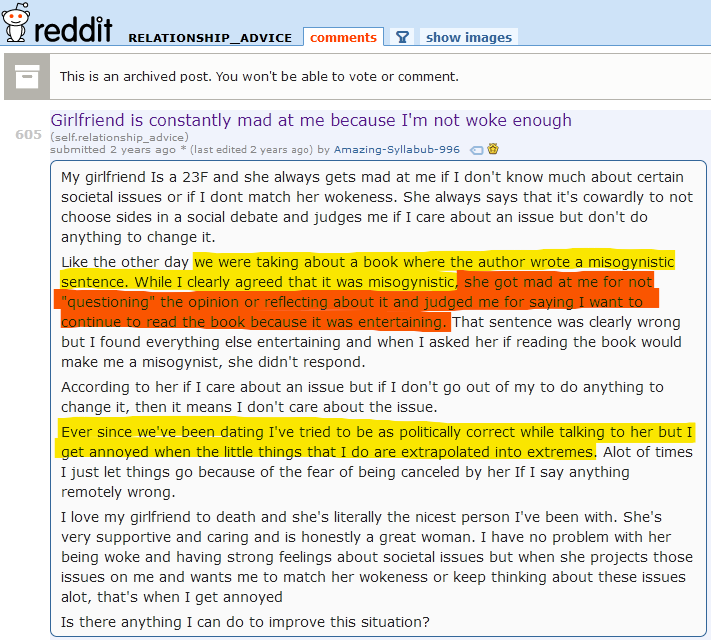 reddit RELATIONSHIP_ADVICE comments show images
This is an archived post. You won't be able to vote or comment.
605
Girlfriend is constantly mad at me because I'm not woke enough
(self.relationship_advice)
submitted 2 years ago * (last edited 2 years ago) by Amazing-Syllabub-996
My girlfriend Is a 23F and she always gets mad at me if I don't know much about certain
societal issues or if I dont match her wokeness. She always says that it's cowardly to not
choose sides in a social debate and judges me if I care about an issue but don't do
anything to change it.
Like the other day we were taking about a book where the author wrote a misogynistic
sentence. While I clearly agreed that it was misogynistic, she got mad at me for not
"questioning" the opinion or reflecting about it and judged me for saying I want to
continue to read the book because it was entertaining. That sentence was clearly wrong
but I found everything else entertaining and when I asked her if reading the book would
make me a misogynist, she didn't respond.
According to her if I care about an issue but if I don't go out of my to do anything to
change it, then it means I don't care about the issue.
Ever since we've been dating I've tried to be as politically correct while talking to her but I
get annoyed when the little things that I do are extrapolated into extremes. Alot of times
I just let things go because of the fear of being canceled by her If I say anything
remotely wrong.
I love my girlfriend to death and she's literally the nicest person I've been with. She's
very supportive and caring and is honestly a great woman. I have no problem with her
being woke and having strong feelings about societal issues but when she projects those
issues on me and wants me to match her wokeness or keep thinking about these issues
alot, that's when I get annoyed
Is there anything I can do to improve this situation?